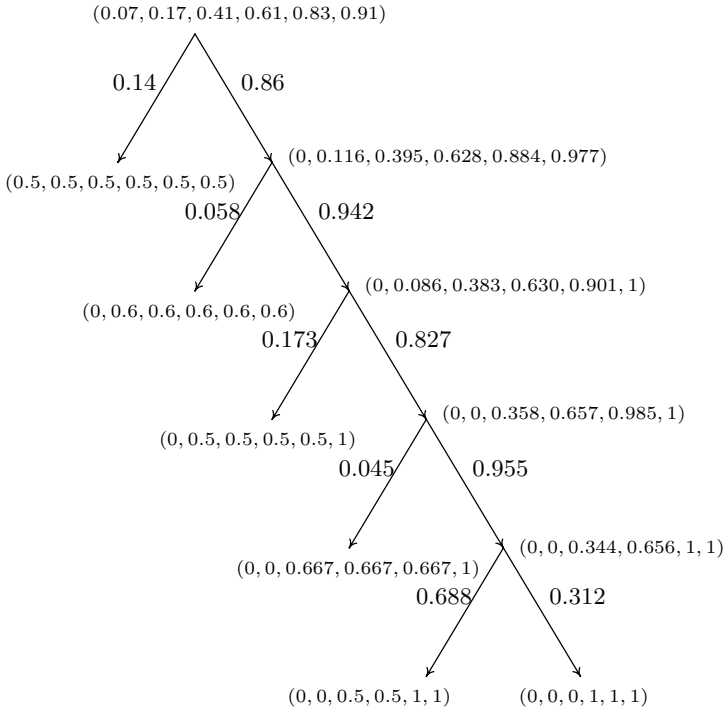 (0.07, 0.17, 0.41, 0.61, 0.83, 0.91)
0.14 0.86
(0, 0.116, 0.395, 0.628, 0.884, 0.977)
(0.5, 0.5, 0.5, 0.5, 0.5, 0.5)
0.058 0.942
(0, 0.086, 0.383, 0.630, 0.901, 1)
(0, 0.6, 0.6, 0.6, 0.6, 0.6)
0.173 0.827
(0, 0, 0.358, 0.657, 0.985, 1)
(0, 0.5, 0.5, 0.5, 0.5, 1)
0.045 0.955
(0, 0, 0.344, 0.656, 1, 1)
(0, 0, 0.667, 0.667, 0.667, 1)
0.688 0.312
(0, 0, 0.5, 0.5, 1, 1) (0, 0, 0, 1, 1, 1)